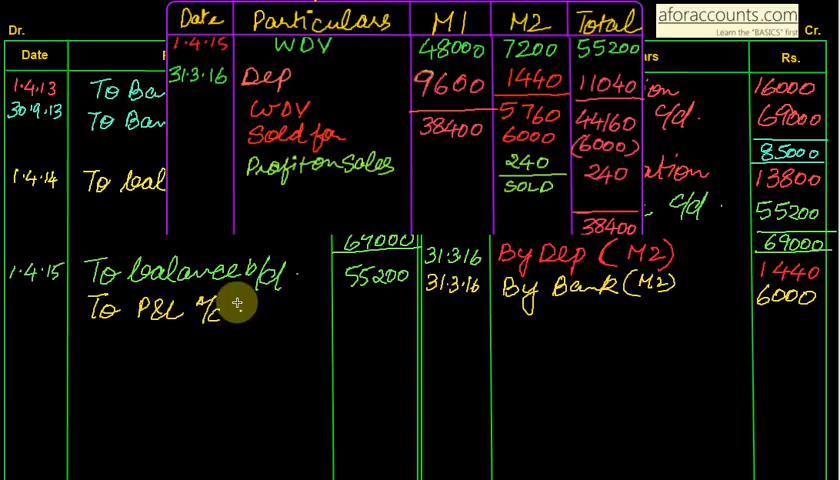 Date Particulars M1 M2 Total
aforaccounts.com
Learn the "BASICS" first
Dr. Cr.
Date Rs.
1.4.15 WDV 48000 7200 55200
31.3.16 Dep 9600 1440 11040
WDV 38400 5760 44160
Sold for 6000 (6000)
Profit on Sales 240 240
SOLD
38400
1.4.13 To Ba 16000
30.9.13 To Ban c/d. 69000
85000
1.4.14 To bal ation 13800
c/d. 55200
69000 69000
31.3.16 By Dep (M2) 1440
1.4.15 To balance b/d. 55200 31.3.16 By Bank (M2) 6000
To P&L A/c